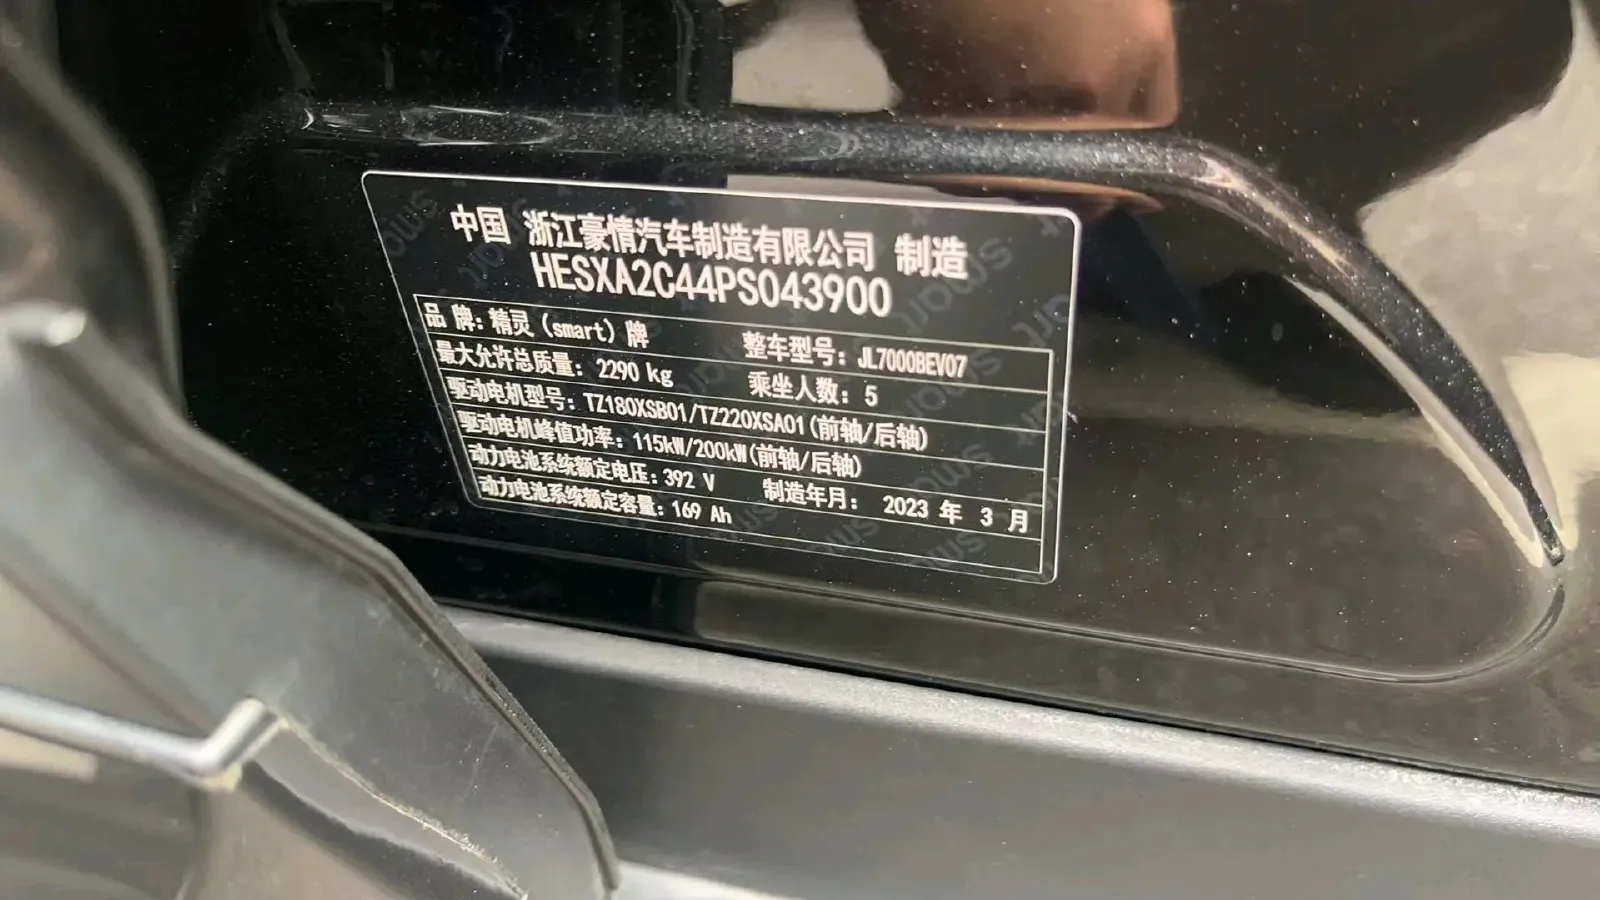 中国 浙江豪情汽车制造有限公司 制造
HESXA2C44PS043900
品 牌: 精灵（smart）牌 整车型号: JL7000BEV07
最大允许总质量: 2290 kg 乘坐人数: 5
驱动电机型号: TZ180XSB01/TZ220XSA01(前轴/后轴)
驱动电机峰值功率: 115kW/200kW(前轴/后轴)
动力电池系统额定电压: 392 V 制造年月: 2023 年 3 月
动力电池系统额定容量: 169 Ah